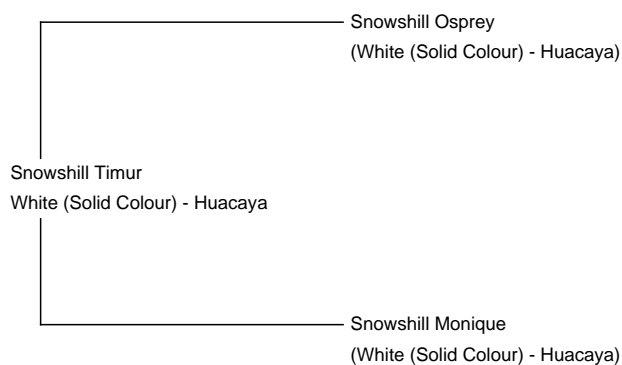 Snowshill Osprey
(White (Solid Colour) - Huacaya)
Snowshill Timur
White (Solid Colour) - Huacaya
Snowshill Monique
(White (Solid Colour) - Huacaya)